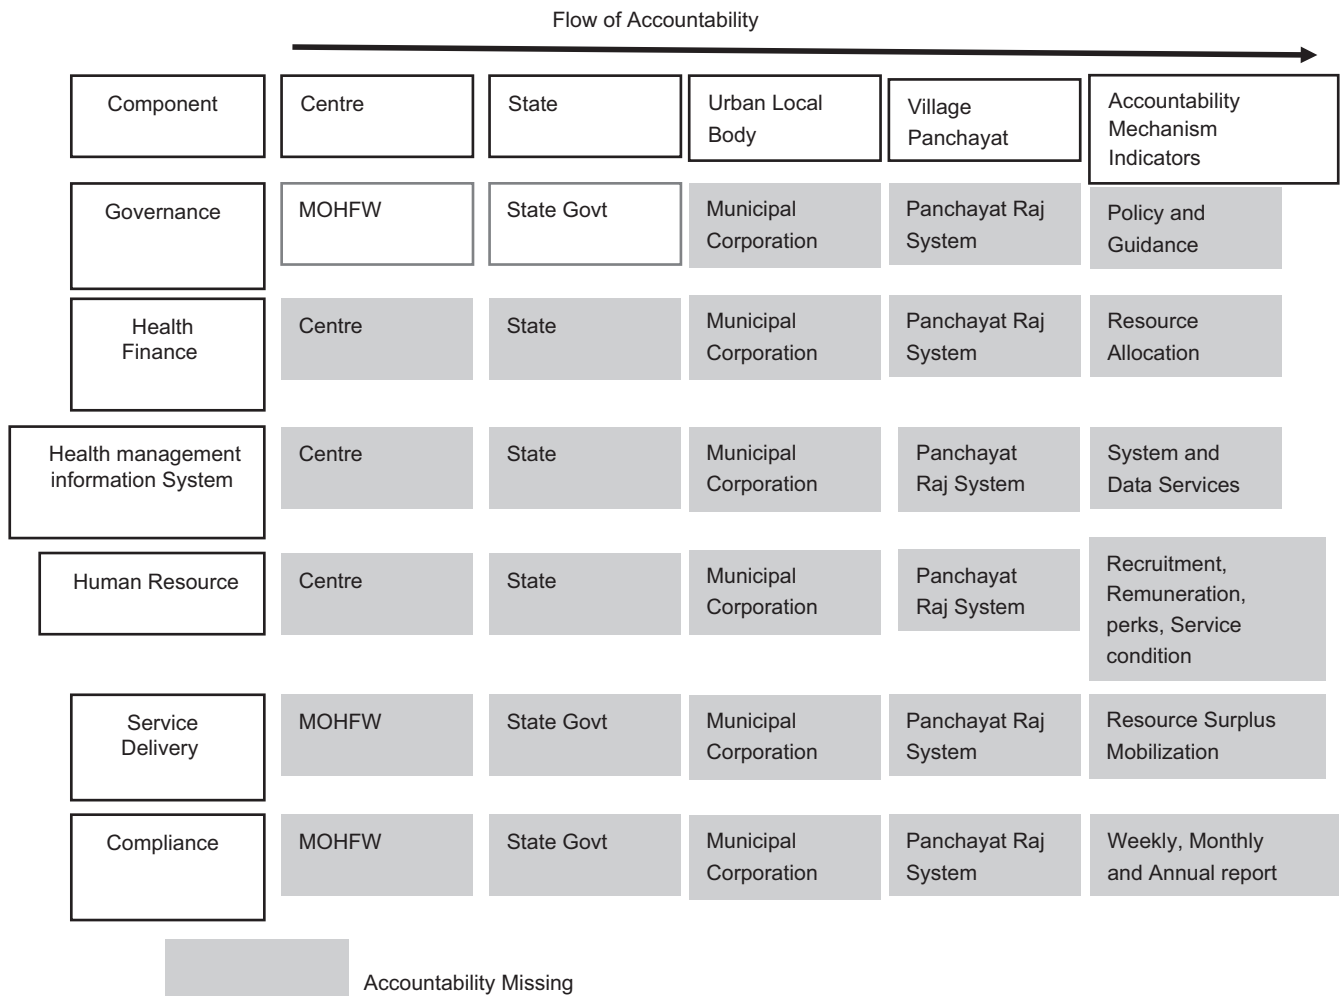 Flow of Accountability
Component
Centre
State
Urban Local
Body
Village
Panchayat
Accountability
Mechanism
Indicators
Governance
MOHFW
State Govt
Municipal
Corporation
Panchayat Raj
System
Policy and
Guidance
Health
Finance
Centre
State
Municipal
Corporation
Panchayat Raj
System
Resource
Allocation
Health management
information System
Centre
State
Municipal
Corporation
Panchayat
Raj System
System and
Data Services
Human Resource
Centre
State
Municipal
Corporation
Panchayat
Raj System
Recruitment,
Remuneration,
perks, Service
condition
Service
Delivery
MOHFW
State Govt
Municipal
Corporation
Panchayat Raj
System
Resource Surplus
Mobilization
Compliance
MOHFW
State Govt
Municipal
Corporation
Panchayat Raj
System
Weekly, Monthly
and Annual report
Accountability Missing